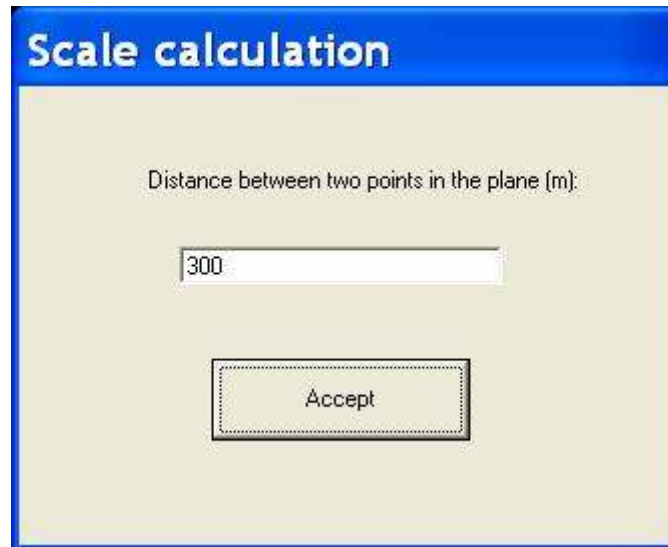 Scale calculation
Distance between two points in the plane (m):
300
Accept